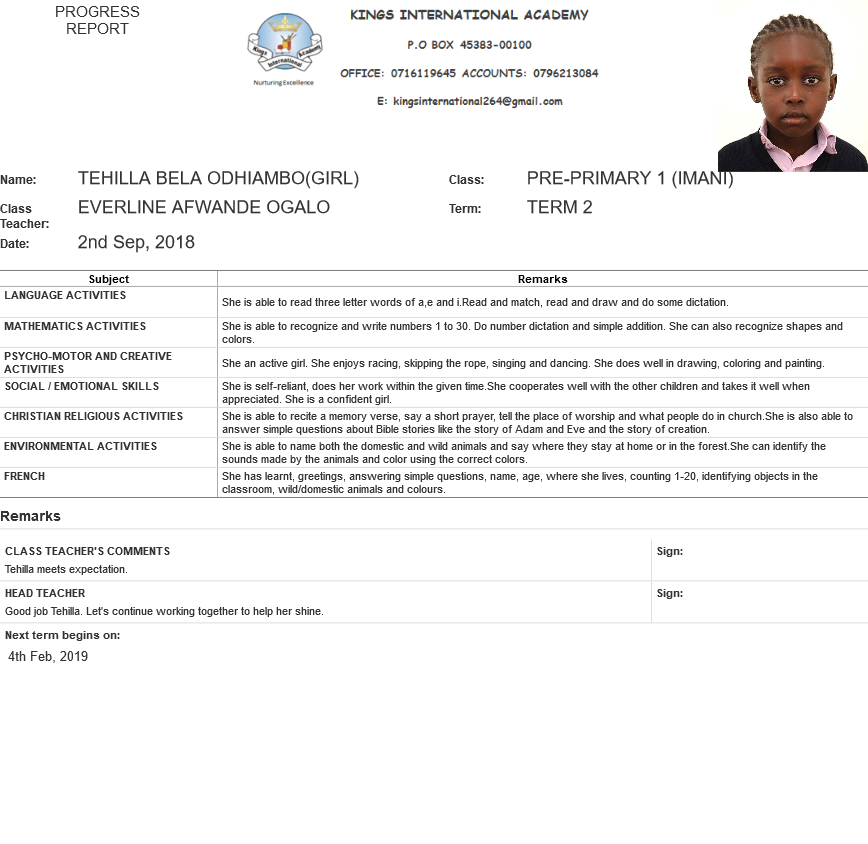 PROGRESS
REPORT
Kings Academy
International
Nurturing Excellence
KINGS INTERNATIONAL ACADEMY
P.O BOX 45383-00100
OFFICE: 0716119645 ACCOUNTS: 0796213084
E: kingsinternational264@gmail.com
Name: TEHILLA BELA ODHIAMBO(GIRL) Class: PRE-PRIMARY 1 (IMANI)
Class Teacher: EVERLINE AFWANDE OGALO Term: TERM 2
Date: 2nd Sep, 2018
Subject Remarks
LANGUAGE ACTIVITIES
She is able to read three letter words of a,e and i.Read and match, read and draw and do some dictation.
MATHEMATICS ACTIVITIES
She is able to recognize and write numbers 1 to 30. Do number dictation and simple addition. She can also recognize shapes and
colors.
PSYCHO-MOTOR AND CREATIVE
ACTIVITIES
She an active girl. She enjoys racing, skipping the rope, singing and dancing. She does well in drawing, coloring and painting.
SOCIAL / EMOTIONAL SKILLS
She is self-reliant, does her work within the given time.She cooperates well with the other children and takes it well when
appreciated. She is a confident girl.
CHRISTIAN RELIGIOUS ACTIVITIES
She is able to recite a memory verse, say a short prayer, tell the place of worship and what people do in church.She is also able to
answer simple questions about Bible stories like the story of Adam and Eve and the story of creation.
ENVIRONMENTAL ACTIVITIES
She is able to name both the domestic and wild animals and say where they stay at home or in the forest.She can identify the
sounds made by the animals and color using the correct colors.
FRENCH
She has learnt, greetings, answering simple questions, name, age, where she lives, counting 1-20, identifying objects in the
classroom, wild/domestic animals and colours.
Remarks
CLASS TEACHER'S COMMENTS Sign:
Tehilla meets expectation.
HEAD TEACHER Sign:
Good job Tehilla. Let's continue working together to help her shine.
Next term begins on:
4th Feb, 2019